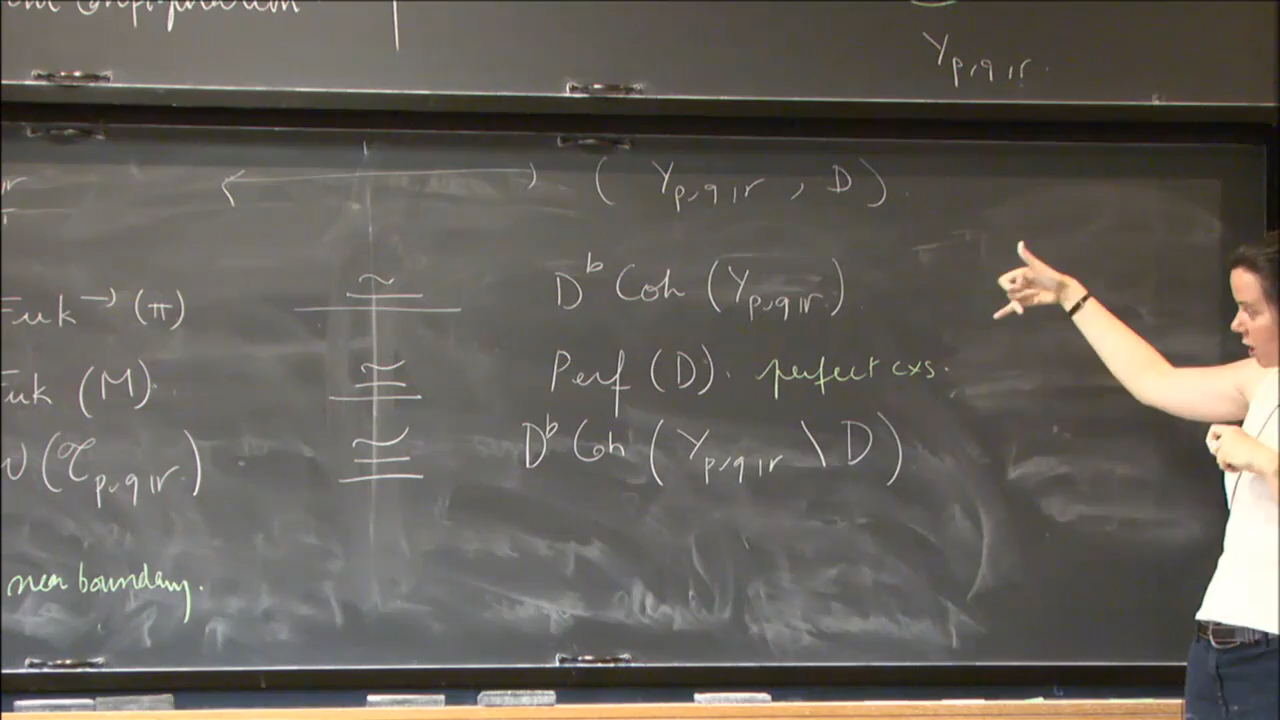 Y_{p,q,r}.
⟷ ( Y_{p,q,r} , D ).
Fuk^→(π) ≅ D^b Coh (Y_{p,q,r})
Fuk (M). ≅ Perf (D). perfect cxs.
W(𝒯_{p,q,r}) ≅ D^b Coh (Y_{p,q,r} \ D)
near boundary.